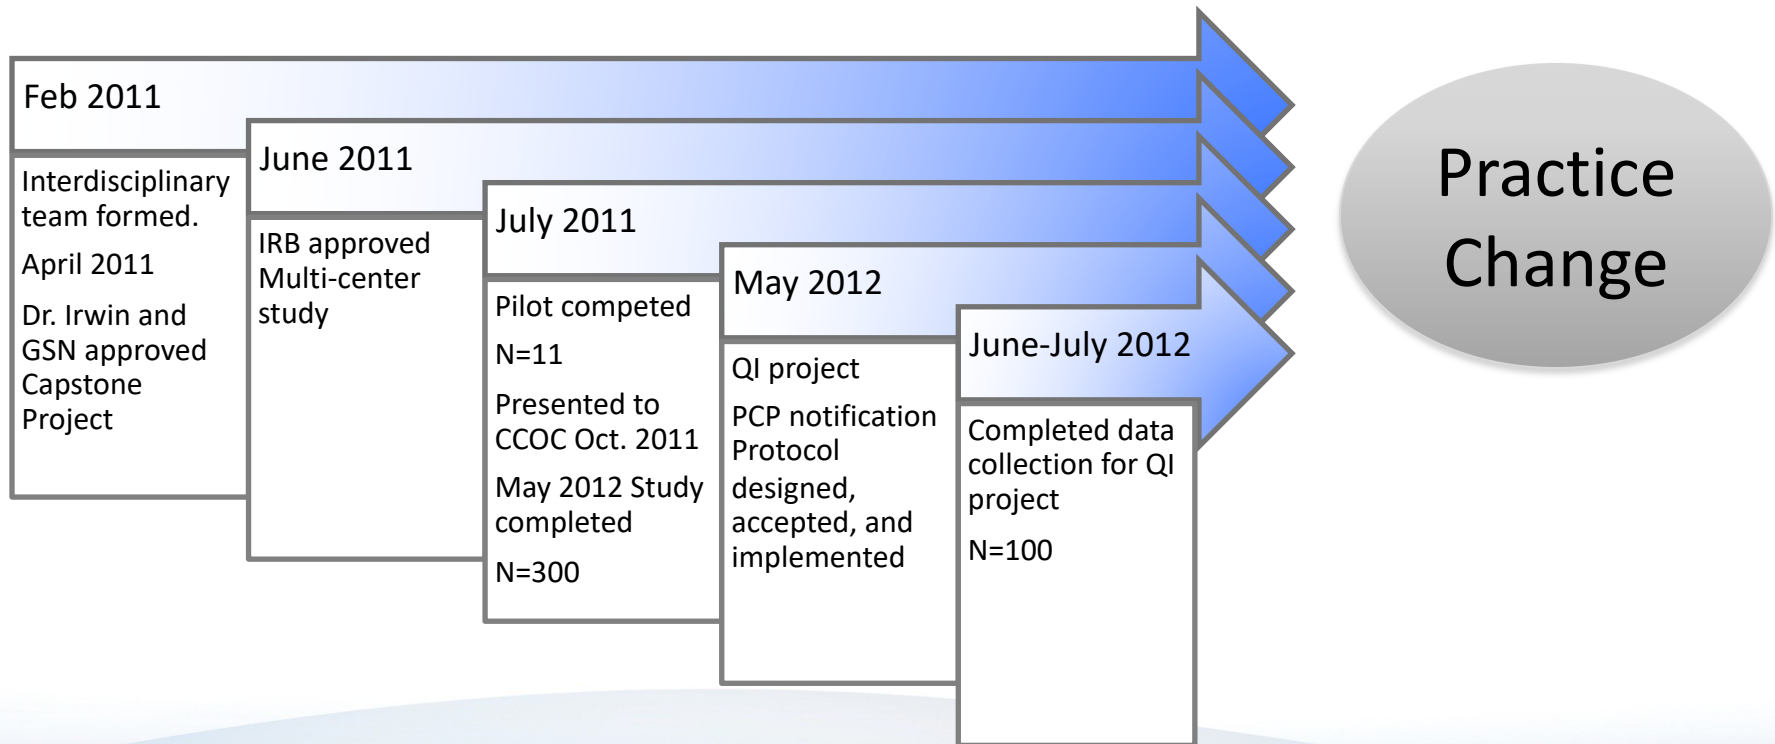 Feb 2011
Interdisciplinary
team formed.
April 2011
Dr. Irwin and
GSN approved
Capstone
Project
June 2011
IRB approved
Multi-center
study
July 2011
Pilot competed
N=11
Presented to
CCOC Oct. 2011
May 2012 Study
completed
N=300
May 2012
QI project
PCP notification
Protocol
designed,
accepted, and
implemented
June-July 2012
Completed data
collection for QI
project
N=100
Practice
Change